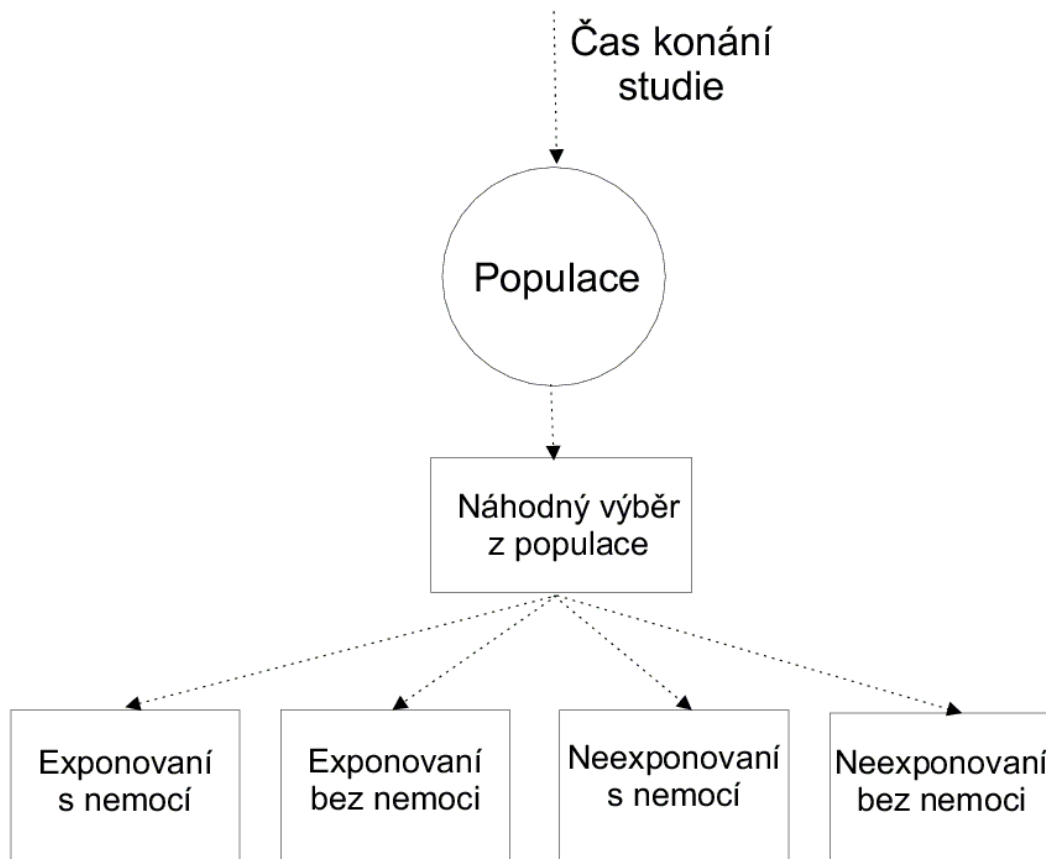 Čas konání
studie
Populace
Náhodný výběr
z populace
Exponovaní
s nemocí
Exponovaní
bez nemoci
Neexponovaní
s nemocí
Neexponovaní
bez nemoci